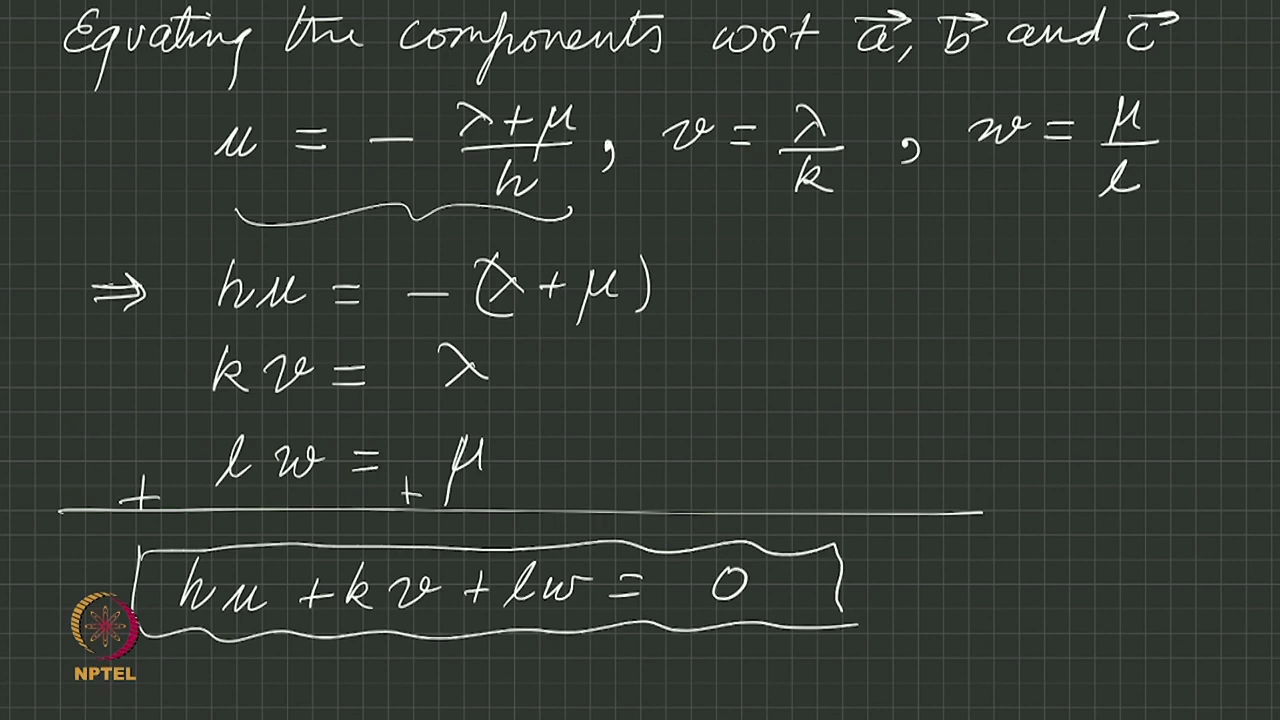 Equating the components wrt a⃗, b⃗ and c⃗
u = - (λ+μ)/h, v = λ/k, w = μ/l
⇒ hu = -(λ+μ)
kv = λ
lw = μ
+ +
hu + kv + lw = 0
NPTEL